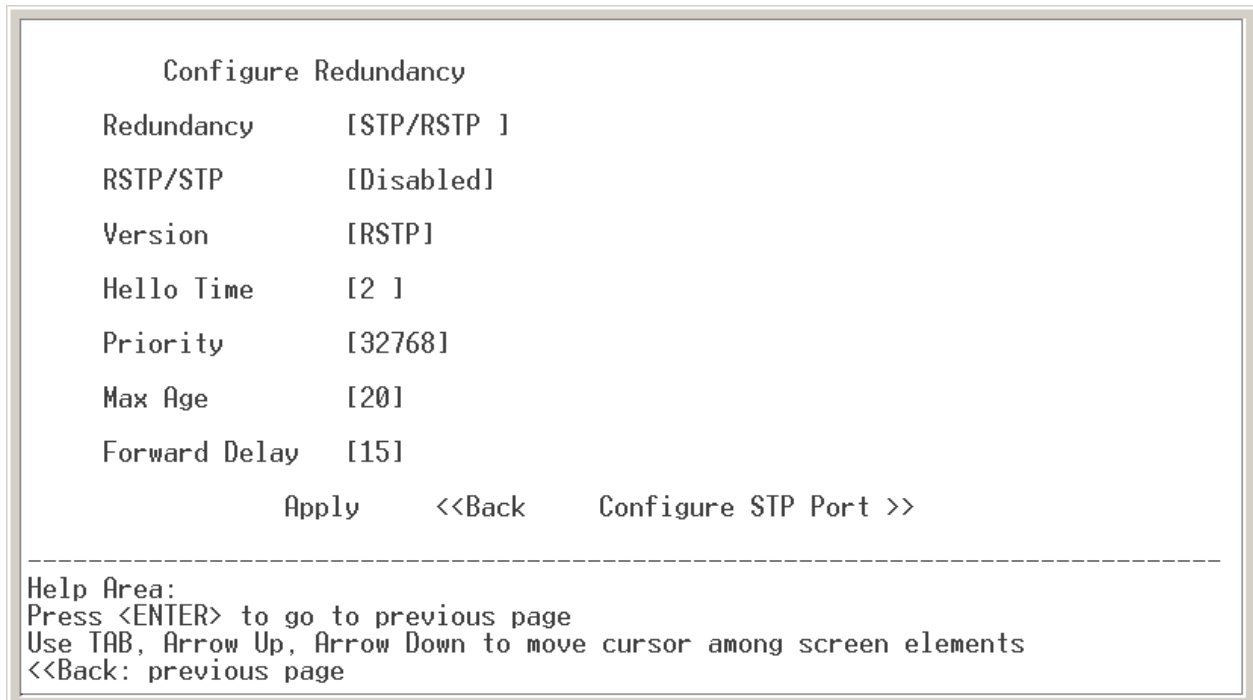 Configure Redundancy
Redundancy [STP/RSTP ]
RSTP/STP [Disabled]
Version [RSTP]
Hello Time [2 ]
Priority [32768]
Max Age [20]
Forward Delay [15]
Apply <<Back Configure STP Port >>
--------------------------------------------------------------------------------
Help Area:
Press <ENTER> to go to previous page
Use TAB, Arrow Up, Arrow Down to move cursor among screen elements
<<Back: previous page